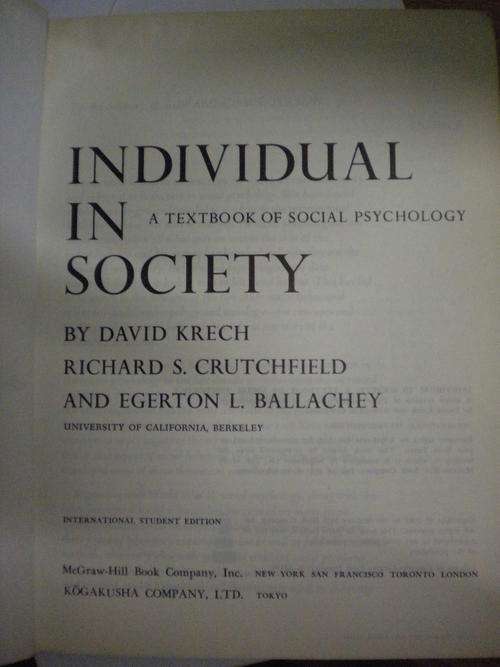 INDIVIDUAL
IN A TEXTBOOK OF SOCIAL PSYCHOLOGY
SOCIETY
BY DAVID KRECH
RICHARD S. CRUTCHFIELD
AND EGERTON L. BALLACHEY
UNIVERSITY OF CALIFORNIA, BERKELEY
INTERNATIONAL STUDENT EDITION
McGraw-Hill Book Company, Inc. NEW YORK SAN FRANCISCO TORONTO LONDON
KŌGAKUSHA COMPANY, LTD. TOKYO